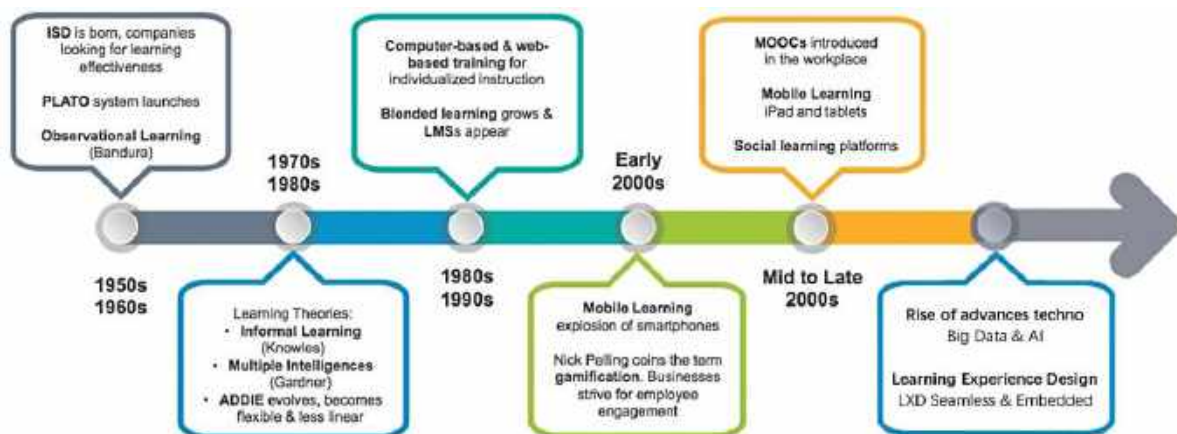 ISD is born, companies
looking for learning
effectiveness
PLATO system launches
Observational Learning
(Bandura)
1950s
1960s
1970s
1980s
Learning Theories:
• Informal Learning
(Knowles)
• Multiple Intelligences
(Gardner)
• ADDIE evolves, becomes
flexible & less linear
Computer-based & web-
based training for
individualized instruction
Blended learning grows &
LMSs appear
1980s
1990s
Early
2000s
Mobile Learning
explosion of smartphones
Nick Pelling coins the term
gamification. Businesses
strive for employee
engagement
MOOCs introduced
in the workplace
Mobile Learning
iPad and tablets
Social learning platforms
Mid to Late
2000s
Rise of advances techno
Big Data & AI
Learning Experience Design
LXD Seamless & Embedded